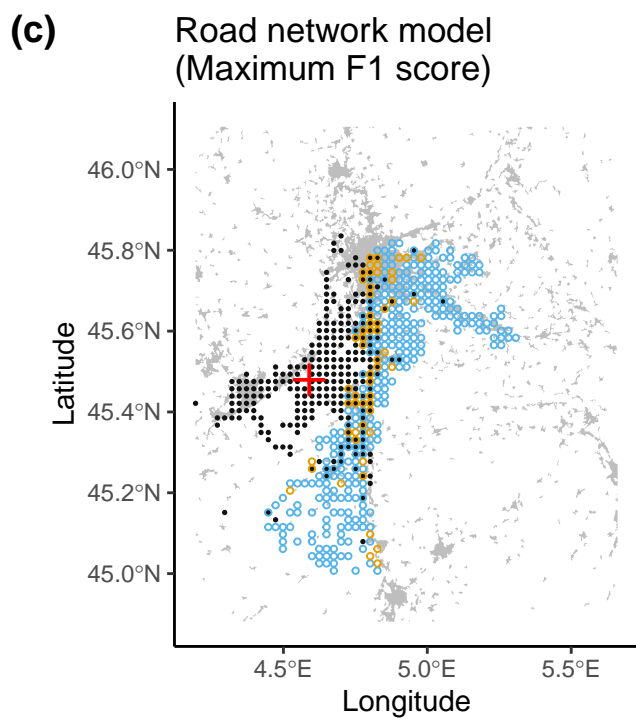 (c)
Road network model
(Maximum F1 score)
46.0°N
45.8°N
45.6°N
45.4°N
45.2°N
45.0°N
Latitude
4.5°E
5.0°E
5.5°E
Longitude